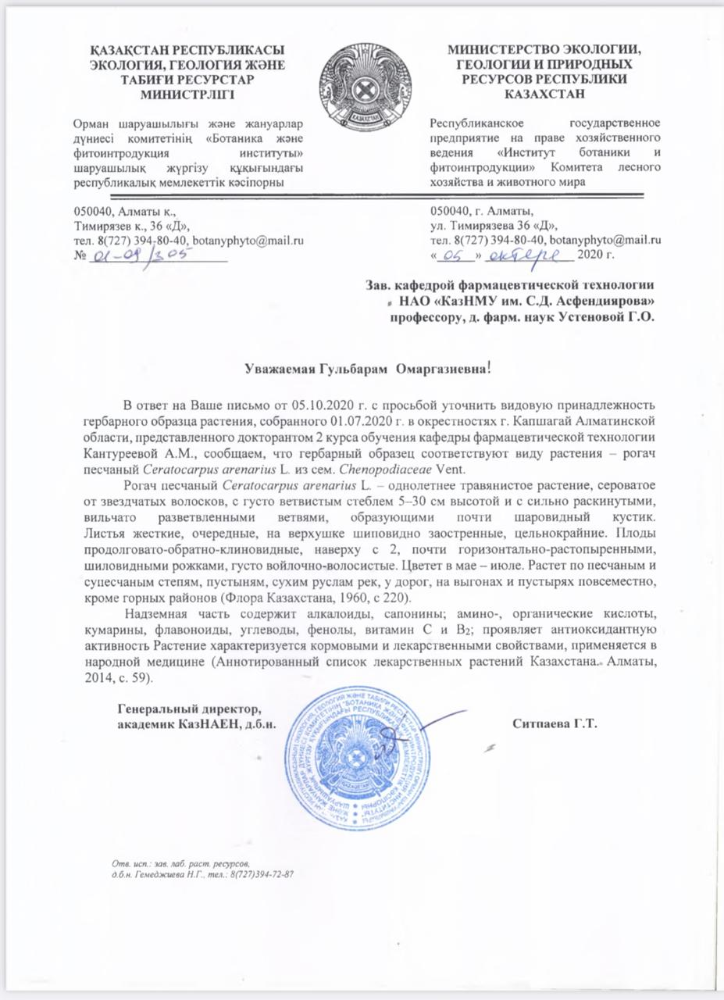 ҚАЗАҚСТАН РЕСПУБЛИКАСЫ
ЭКОЛОГИЯ, ГЕОЛОГИЯ ЖӘНЕ
ТАБИҒИ РЕСУРСТАР
МИНИСТРЛІГІ
Орман шаруашылығы және жануарлар
дүниесі комитетінің «Ботаника және
фитоинтродукция институты»
шаруашылық жүргізу құқығындағы
республикалық мемлекеттік кәсіпорны
ҚАЗАҚСТАН
МИНИСТЕРСТВО ЭКОЛОГИИ,
ГЕОЛОГИИ И ПРИРОДНЫХ
РЕСУРСОВ РЕСПУБЛИКИ
КАЗАХСТАН
Республиканское государственное
предприятие на праве хозяйственного
ведения «Институт ботаники и
фитоинтродукции» Комитета лесного
хозяйства и животного мира
050040, Алматы қ.,
Тимирязев к., 36 «Д»,
тел. 8(727) 394-80-40, botanyphyto@mail.ru
№ 01-09/305
050040, г. Алматы,
ул. Тимирязева 36 «Д»,
тел. 8(727) 394-80-40, botanyphyto@mail.ru
« 05 » октября 2020 г.
Зав. кафедрой фармацевтической технологии
НАО «КазНМУ им. С.Д. Асфендиярова»
профессору, д. фарм. наук Устеновой Г.О.
Уважаемая Гульбарам Омаргазиевна!
В ответ на Ваше письмо от 05.10.2020 г. с просьбой уточнить видовую принадлежность
гербарного образца растения, собранного 01.07.2020 г. в окрестностях г. Капшагай Алматинской
области, представленного докторантом 2 курса обучения кафедры фармацевтической технологии
Кантуреевой А.М., сообщаем, что гербарный образец соответствуют виду растения – рогач
песчаный Ceratocarpus arenarius L. из сем. Chenopodiaceae Vent.
Рогач песчаный Ceratocarpus arenarius L. – однолетнее травянистое растение, сероватое
от звездчатых волосков, с густо ветвистым стеблем 5–30 см высотой и с сильно раскинутыми,
вильчато разветвленными ветвями, образующими почти шаровидный кустик.
Листья жесткие, очередные, на верхушке шиповидно заостренные, цельнокрайние. Плоды
продолговато-обратно-клиновидные, наверху с 2, почти горизонтально-растопыренными,
шиловидными рожками, густо войлочно-волосистые. Цветет в мае – июле. Растет по песчаным и
супесчаным степям, пустыням, сухим руслам рек, у дорог, на выгонах и пустырях повсеместно,
кроме горных районов (Флора Казахстана, 1960, с 220).
Надземная часть содержит алкалоиды, сапонины; амино-, органические кислоты,
кумарины, флавоноиды, углеводы, фенолы, витамин С и В2; проявляет антиоксидантную
активность Растение характеризуется кормовыми и лекарственными свойствами, применяется в
народной медицине (Аннотированный список лекарственных растений Казахстана. Алматы,
2014, с. 59).
Генеральный директор,
академик КазНАЕН, д.б.н.
Ситпаева Г.Т.
Отв. исп.: зав. лаб. раст. ресурсов,
д.б.н. Гемеджиева Н.Г., тел.: 8(727)394-72-87